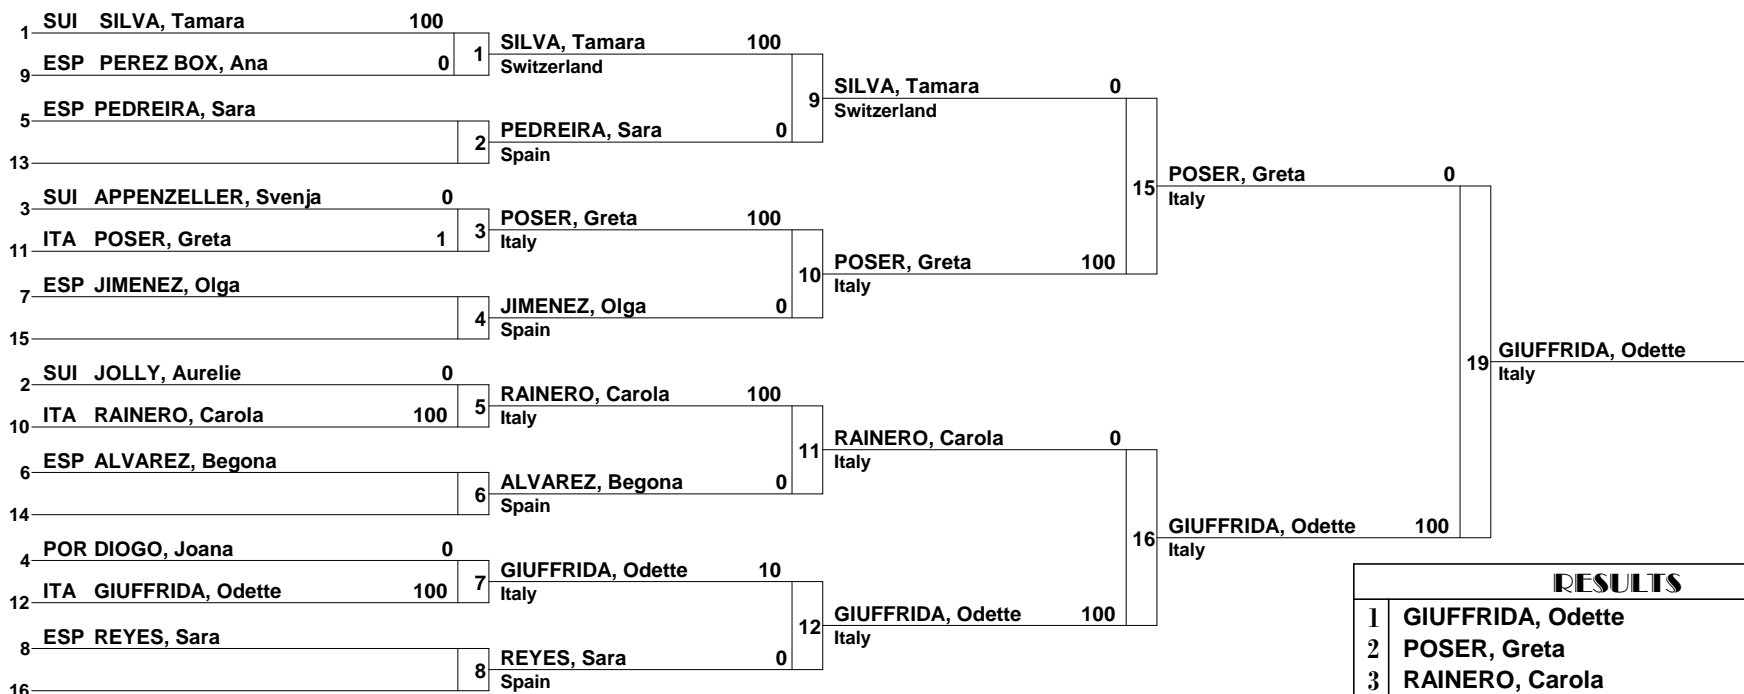 1 SUI SILVA, Tamara 100
9 ESP PEREZ BOX, Ana 0
1 SILVA, Tamara 100
Switzerland
5 ESP PEDREIRA, Sara
13
2 PEDREIRA, Sara 0
Spain
9 SILVA, Tamara 0
Switzerland
3 SUI APPENZELLER, Svenja 0
11 ITA POSER, Greta 1
3 POSER, Greta 100
Italy
7 ESP JIMENEZ, Olga
15
4 JIMENEZ, Olga 0
Spain
10 POSER, Greta 100
Italy
15 POSER, Greta 0
Italy
2 SUI JOLLY, Aurelie 0
10 ITA RAINERO, Carola 100
5 RAINERO, Carola 100
Italy
6 ESP ALVAREZ, Begona
14
6 ALVAREZ, Begona 0
Spain
11 RAINERO, Carola 0
Italy
4 POR DIOGO, Joana 0
12 ITA GIUFFRIDA, Odette 100
7 GIUFFRIDA, Odette 10
Italy
8 ESP REYES, Sara
16
8 REYES, Sara 0
Spain
12 GIUFFRIDA, Odette 100
Italy
16 GIUFFRIDA, Odette 100
Italy
19 GIUFFRIDA, Odette
Italy
RESULTS
1 GIUFFRIDA, Odette
2 POSER, Greta
3 RAINERO, Carola